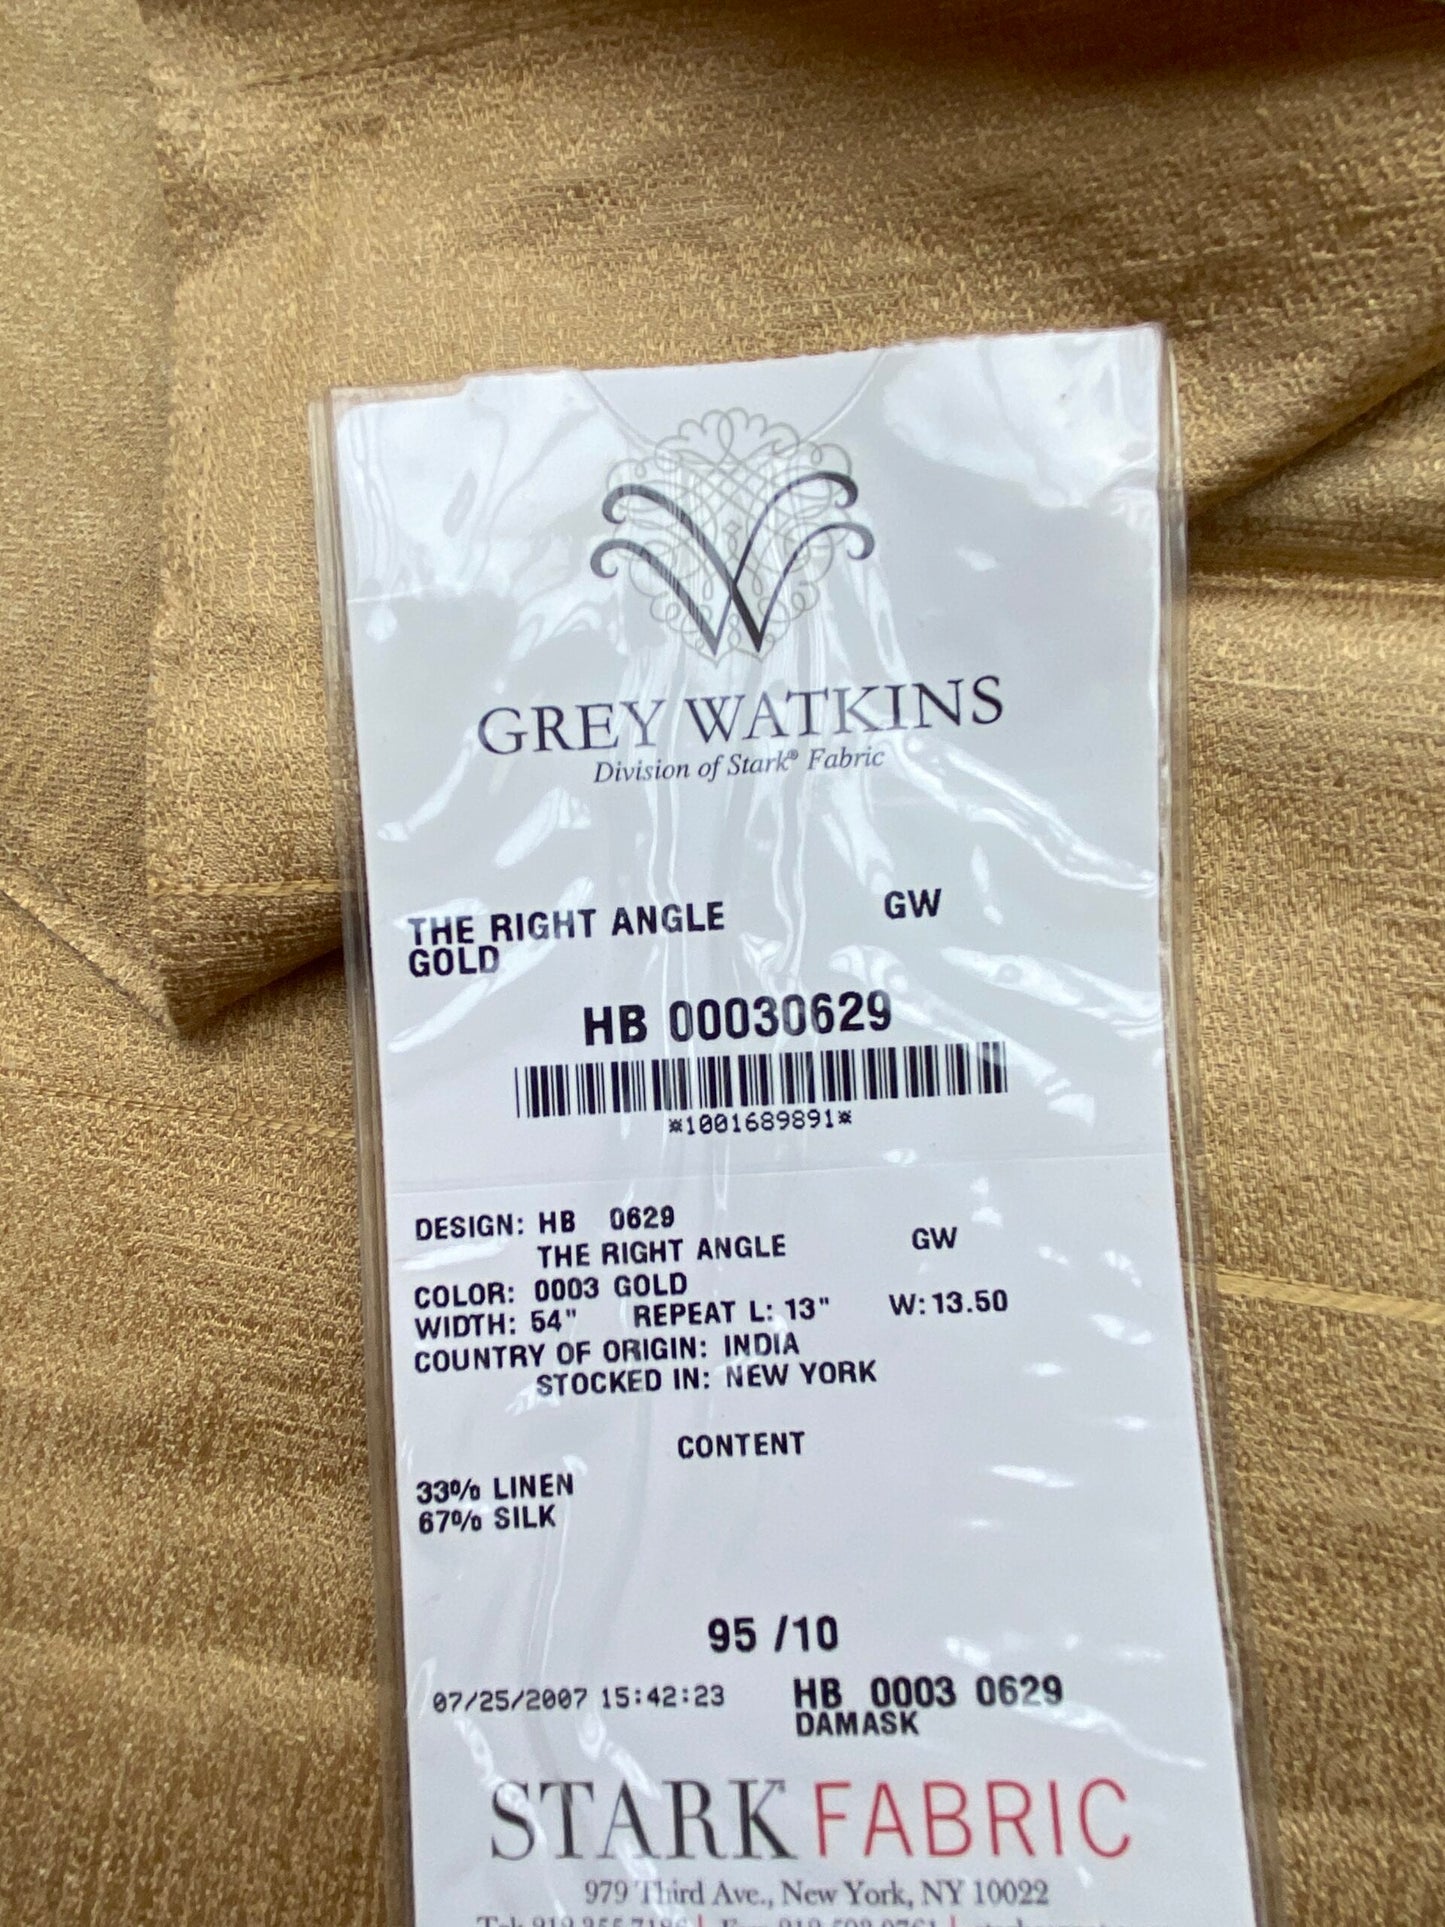 GREY WATKINS
Division of Stark® Fabric
THE RIGHT ANGLE GW
GOLD
HB 00030629
*1001689891*
DESIGN: HB 0629
THE RIGHT ANGLE GW
COLOR: 0003 GOLD
WIDTH: 54" REPEAT L: 13" W: 13.50
COUNTRY OF ORIGIN: INDIA
STOCKED IN: NEW YORK
CONTENT
33% LINEN
67% SILK
95 /10
07/25/2007 15:42:23 HB 0003 0629
DAMASK
STARK FABRIC
979 Third Ave., New York, NY 10022